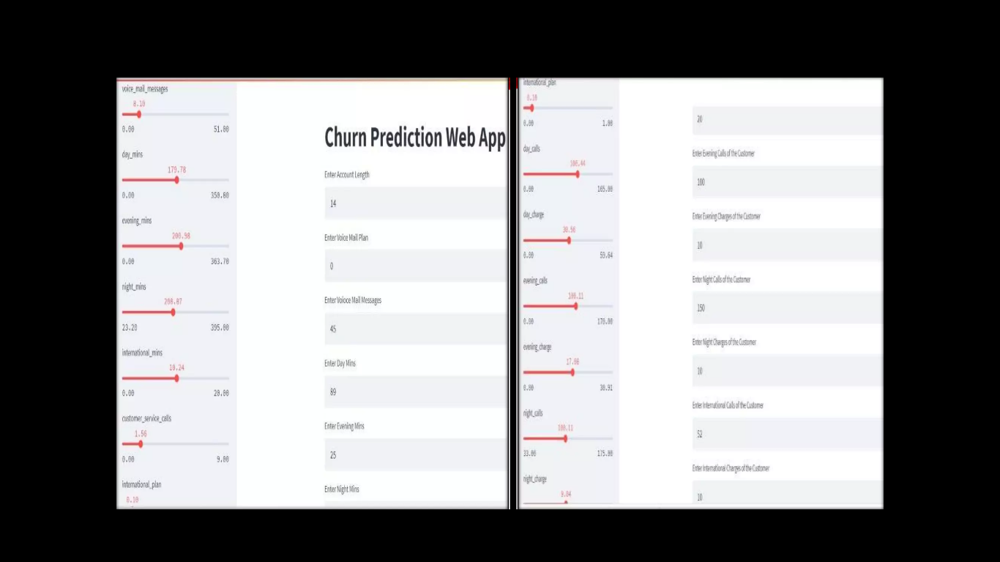 voice_mail_messages
8.10
0.00 51.00
day_mins
179.78
0.00 350.80
evening_mins
200.98
0.00 363.70
night_mins
200.87
23.20 395.00
international_mins
10.24
0.00 20.00
customer_service_calls
1.56
0.00 9.00
international_plan
0.10
Churn Prediction Web App
Enter Account Length
14
Enter Voice Mail Plan
0
Enter Voioce Mail Messages
45
Enter Day Mins
89
Enter Evening Mins
25
Enter Night Mins
international_plan
0.10
0.00 1.00
day_calls
100.44
0.00 165.00
day_charge
30.56
0.00 59.64
evening_calls
100.11
0.00 170.00
evening_charge
17.08
0.00 30.91
night_calls
100.11
33.00 175.00
night_charge
9.04
20
Enter Evening Calls of the Customer
100
Enter Evening Charges of the Customer
10
Enter Night Calls of the Customer
150
Enter Night Charges of the Customer
10
Enter International Calls of the Customer
52
Enter International Charges of the Customer
10